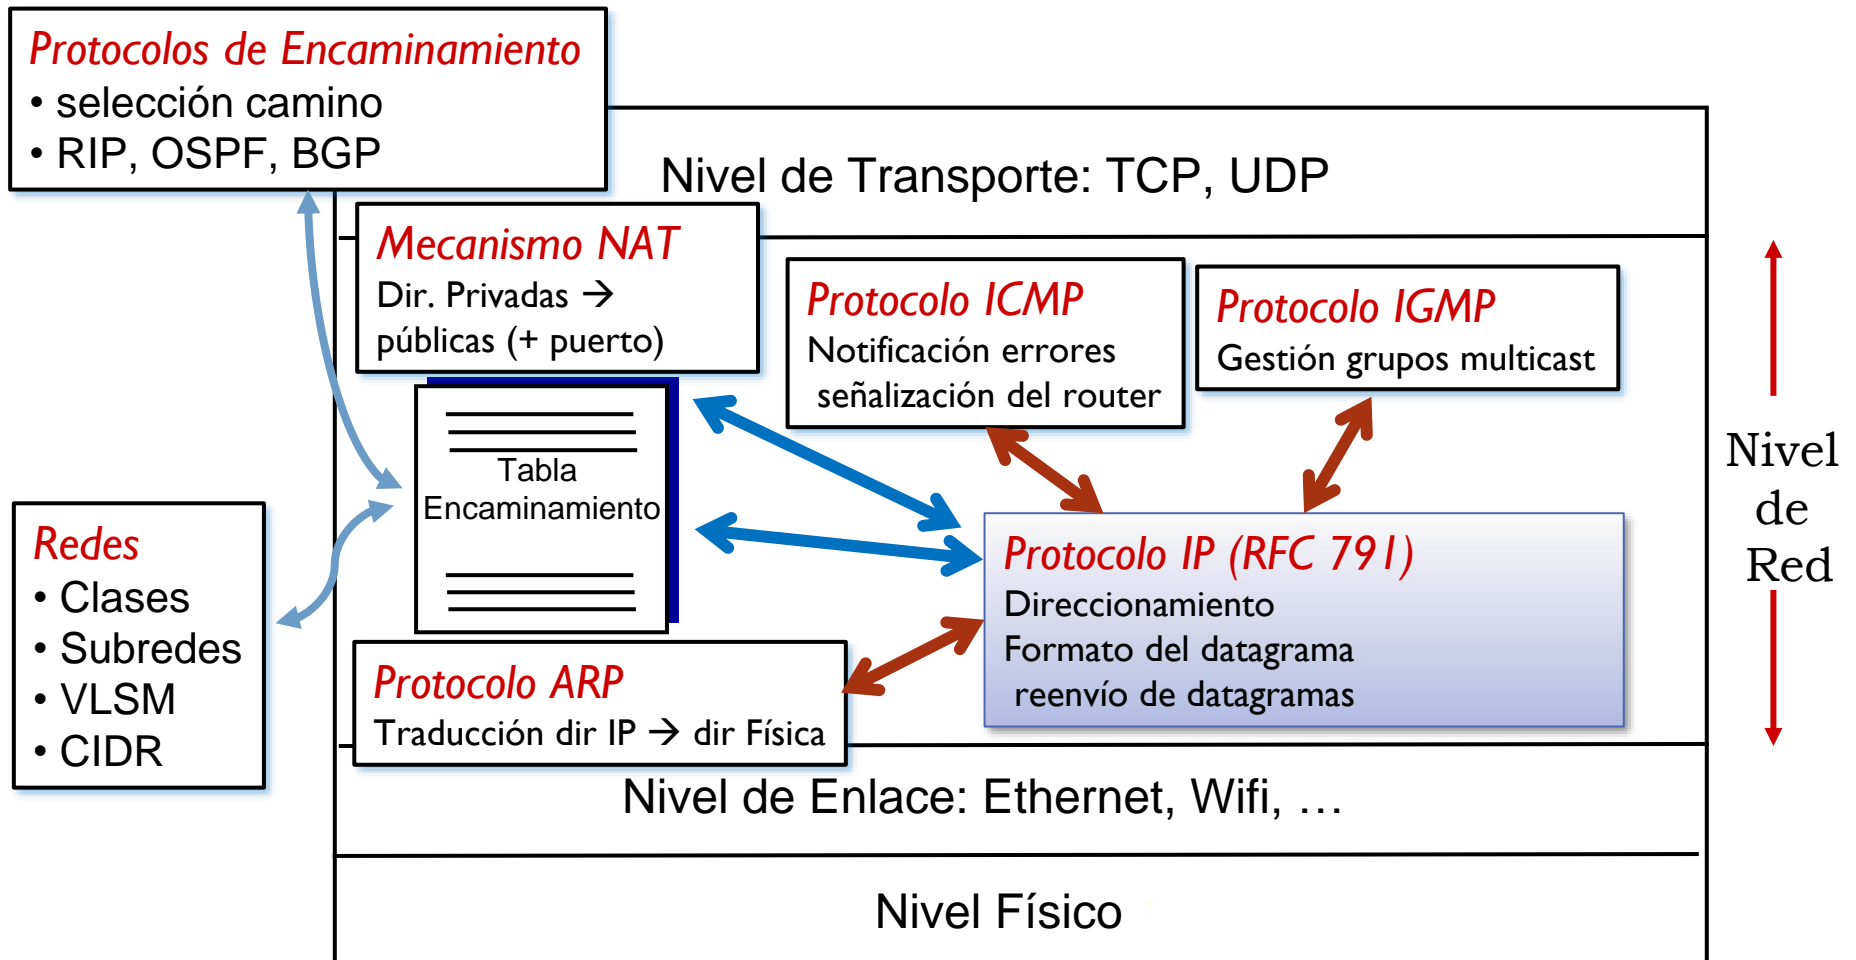 Protocolos de Encaminamiento
• selección camino
• RIP, OSPF, BGP
Nivel de Transporte: TCP, UDP
Mecanismo NAT
Dir. Privadas →
públicas (+ puerto)
Protocolo ICMP
Notificación errores
señalización del router
Protocolo IGMP
Gestión grupos multicast
Tabla
Encaminamiento
Redes
• Clases
• Subredes
• VLSM
• CIDR
Protocolo IP (RFC 791)
Direccionamiento
Formato del datagrama
reenvío de datagramas
Protocolo ARP
Traducción dir IP → dir Física
Nivel
de
Red
Nivel de Enlace: Ethernet, Wifi, …
Nivel Físico